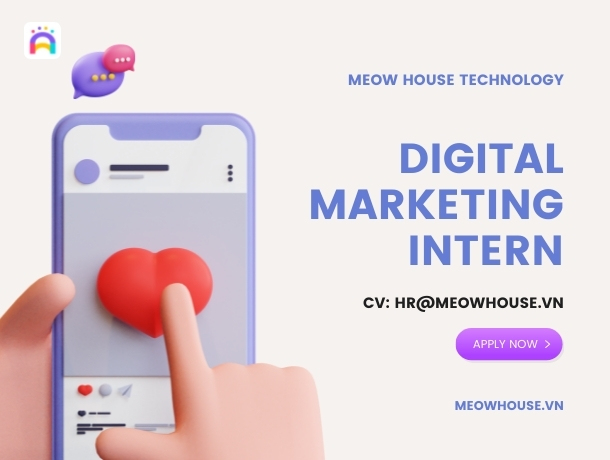 MEOW HOUSE TECHNOLOGY
DIGITAL
MARKETING
INTERN
CV: HR@MEOWHOUSE.VN
APPLY NOW >
MEOWHOUSE.VN